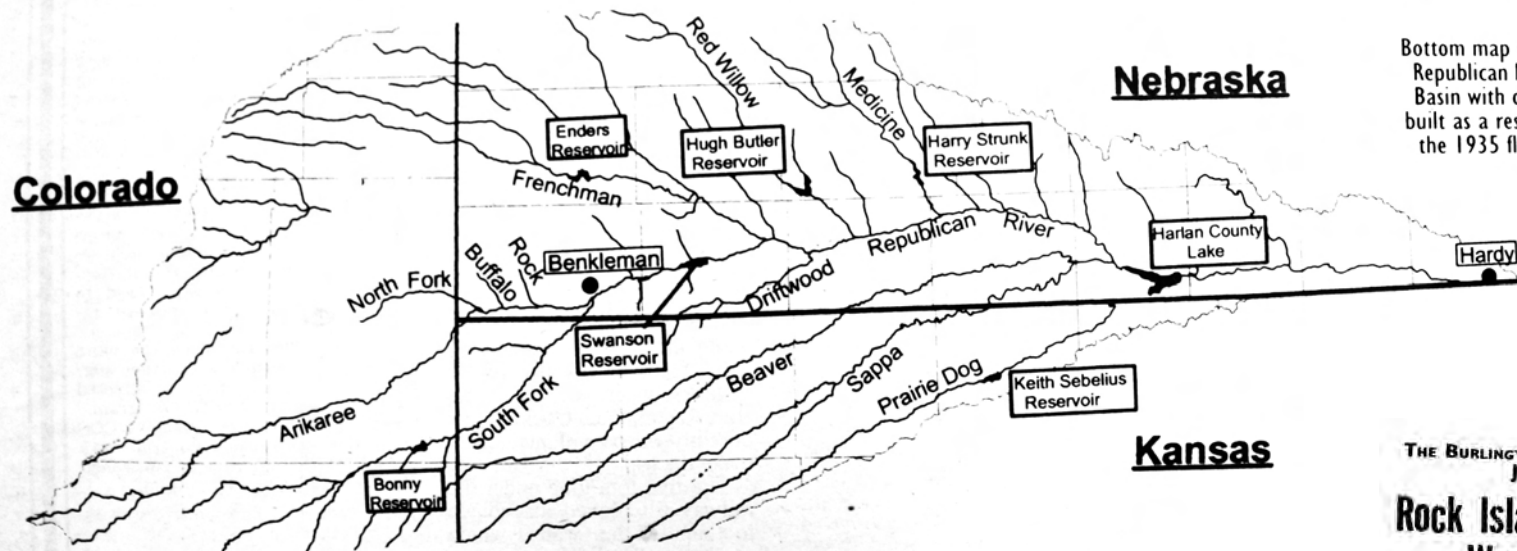 Nebraska
Colorado
Kansas
Red Willow
Medicine
Enders
Reservoir
Hugh Butler
Reservoir
Harry Strunk
Reservoir
Frenchman
Republican River
Harlan County
Lake
Hardy
Rock
Buffalo
Benkleman
North Fork
Driftwood
Swanson
Reservoir
Beaver
Sappa
Prairie Dog
Keith Sebelius
Reservoir
South Fork
Arikaree
Bonny
Reservoir
Bottom map
Republican
Basin with
built as a
the 1935
THE
Rock